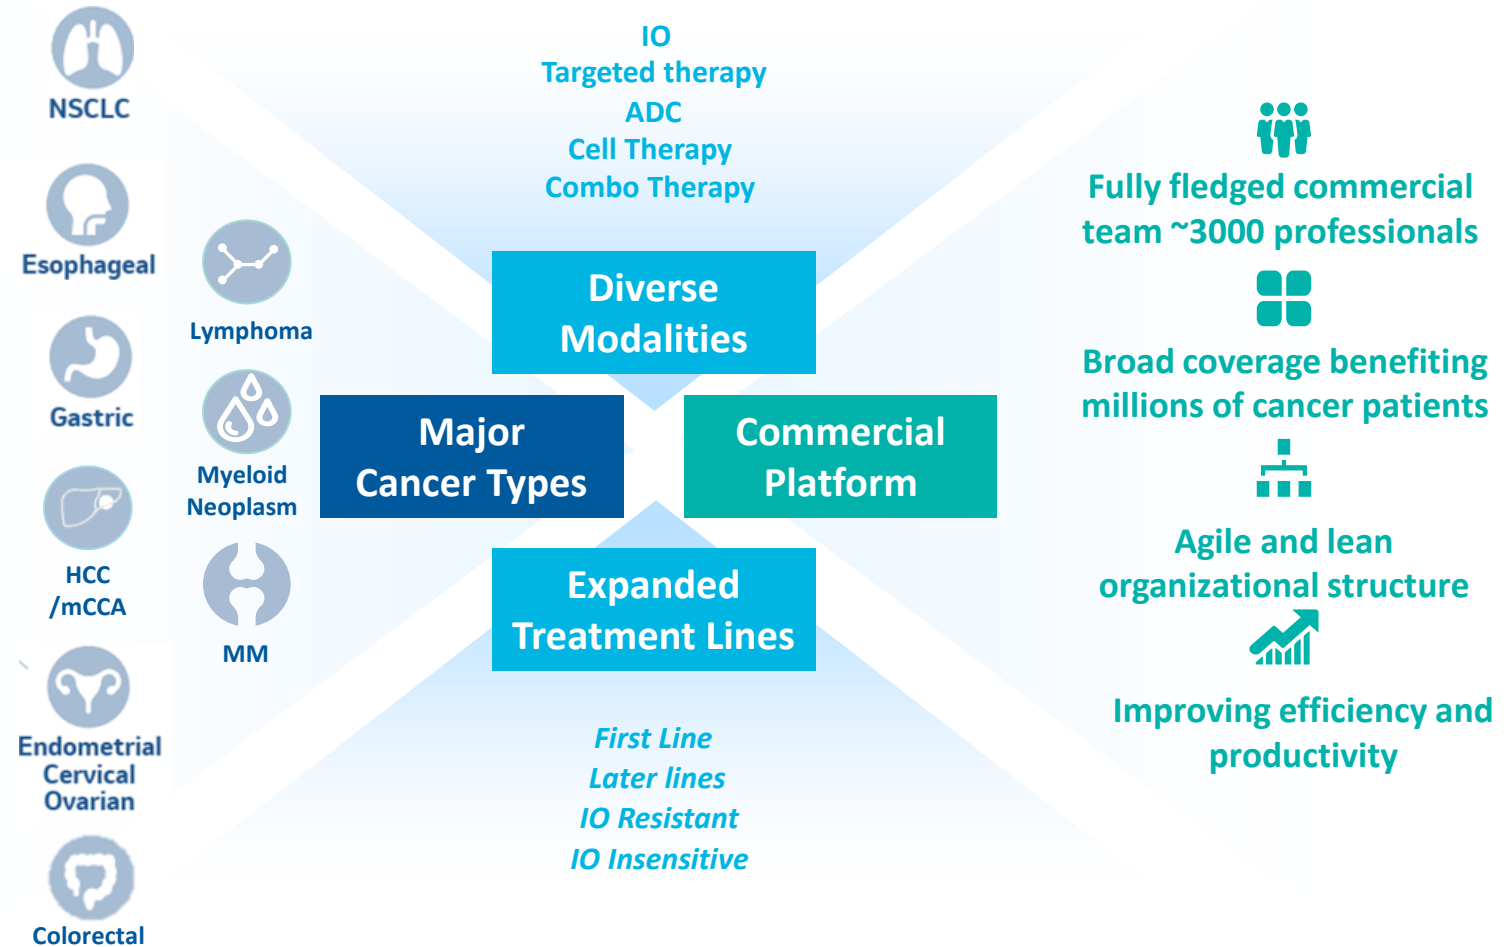 NSCLC
Esophageal
Gastric
HCC
/mCCA
Endometrial
Cervical
Ovarian
Colorectal
Lymphoma
Myeloid
Neoplasm
MM
IO
Targeted therapy
ADC
Cell Therapy
Combo Therapy
Diverse
Modalities
Major
Cancer Types
Commercial
Platform
Expanded
Treatment Lines
First Line
Later lines
IO Resistant
IO Insensitive
Fully fledged commercial
team ~3000 professionals
Broad coverage benefiting
millions of cancer patients
Agile and lean
organizational structure
Improving efficiency and
productivity